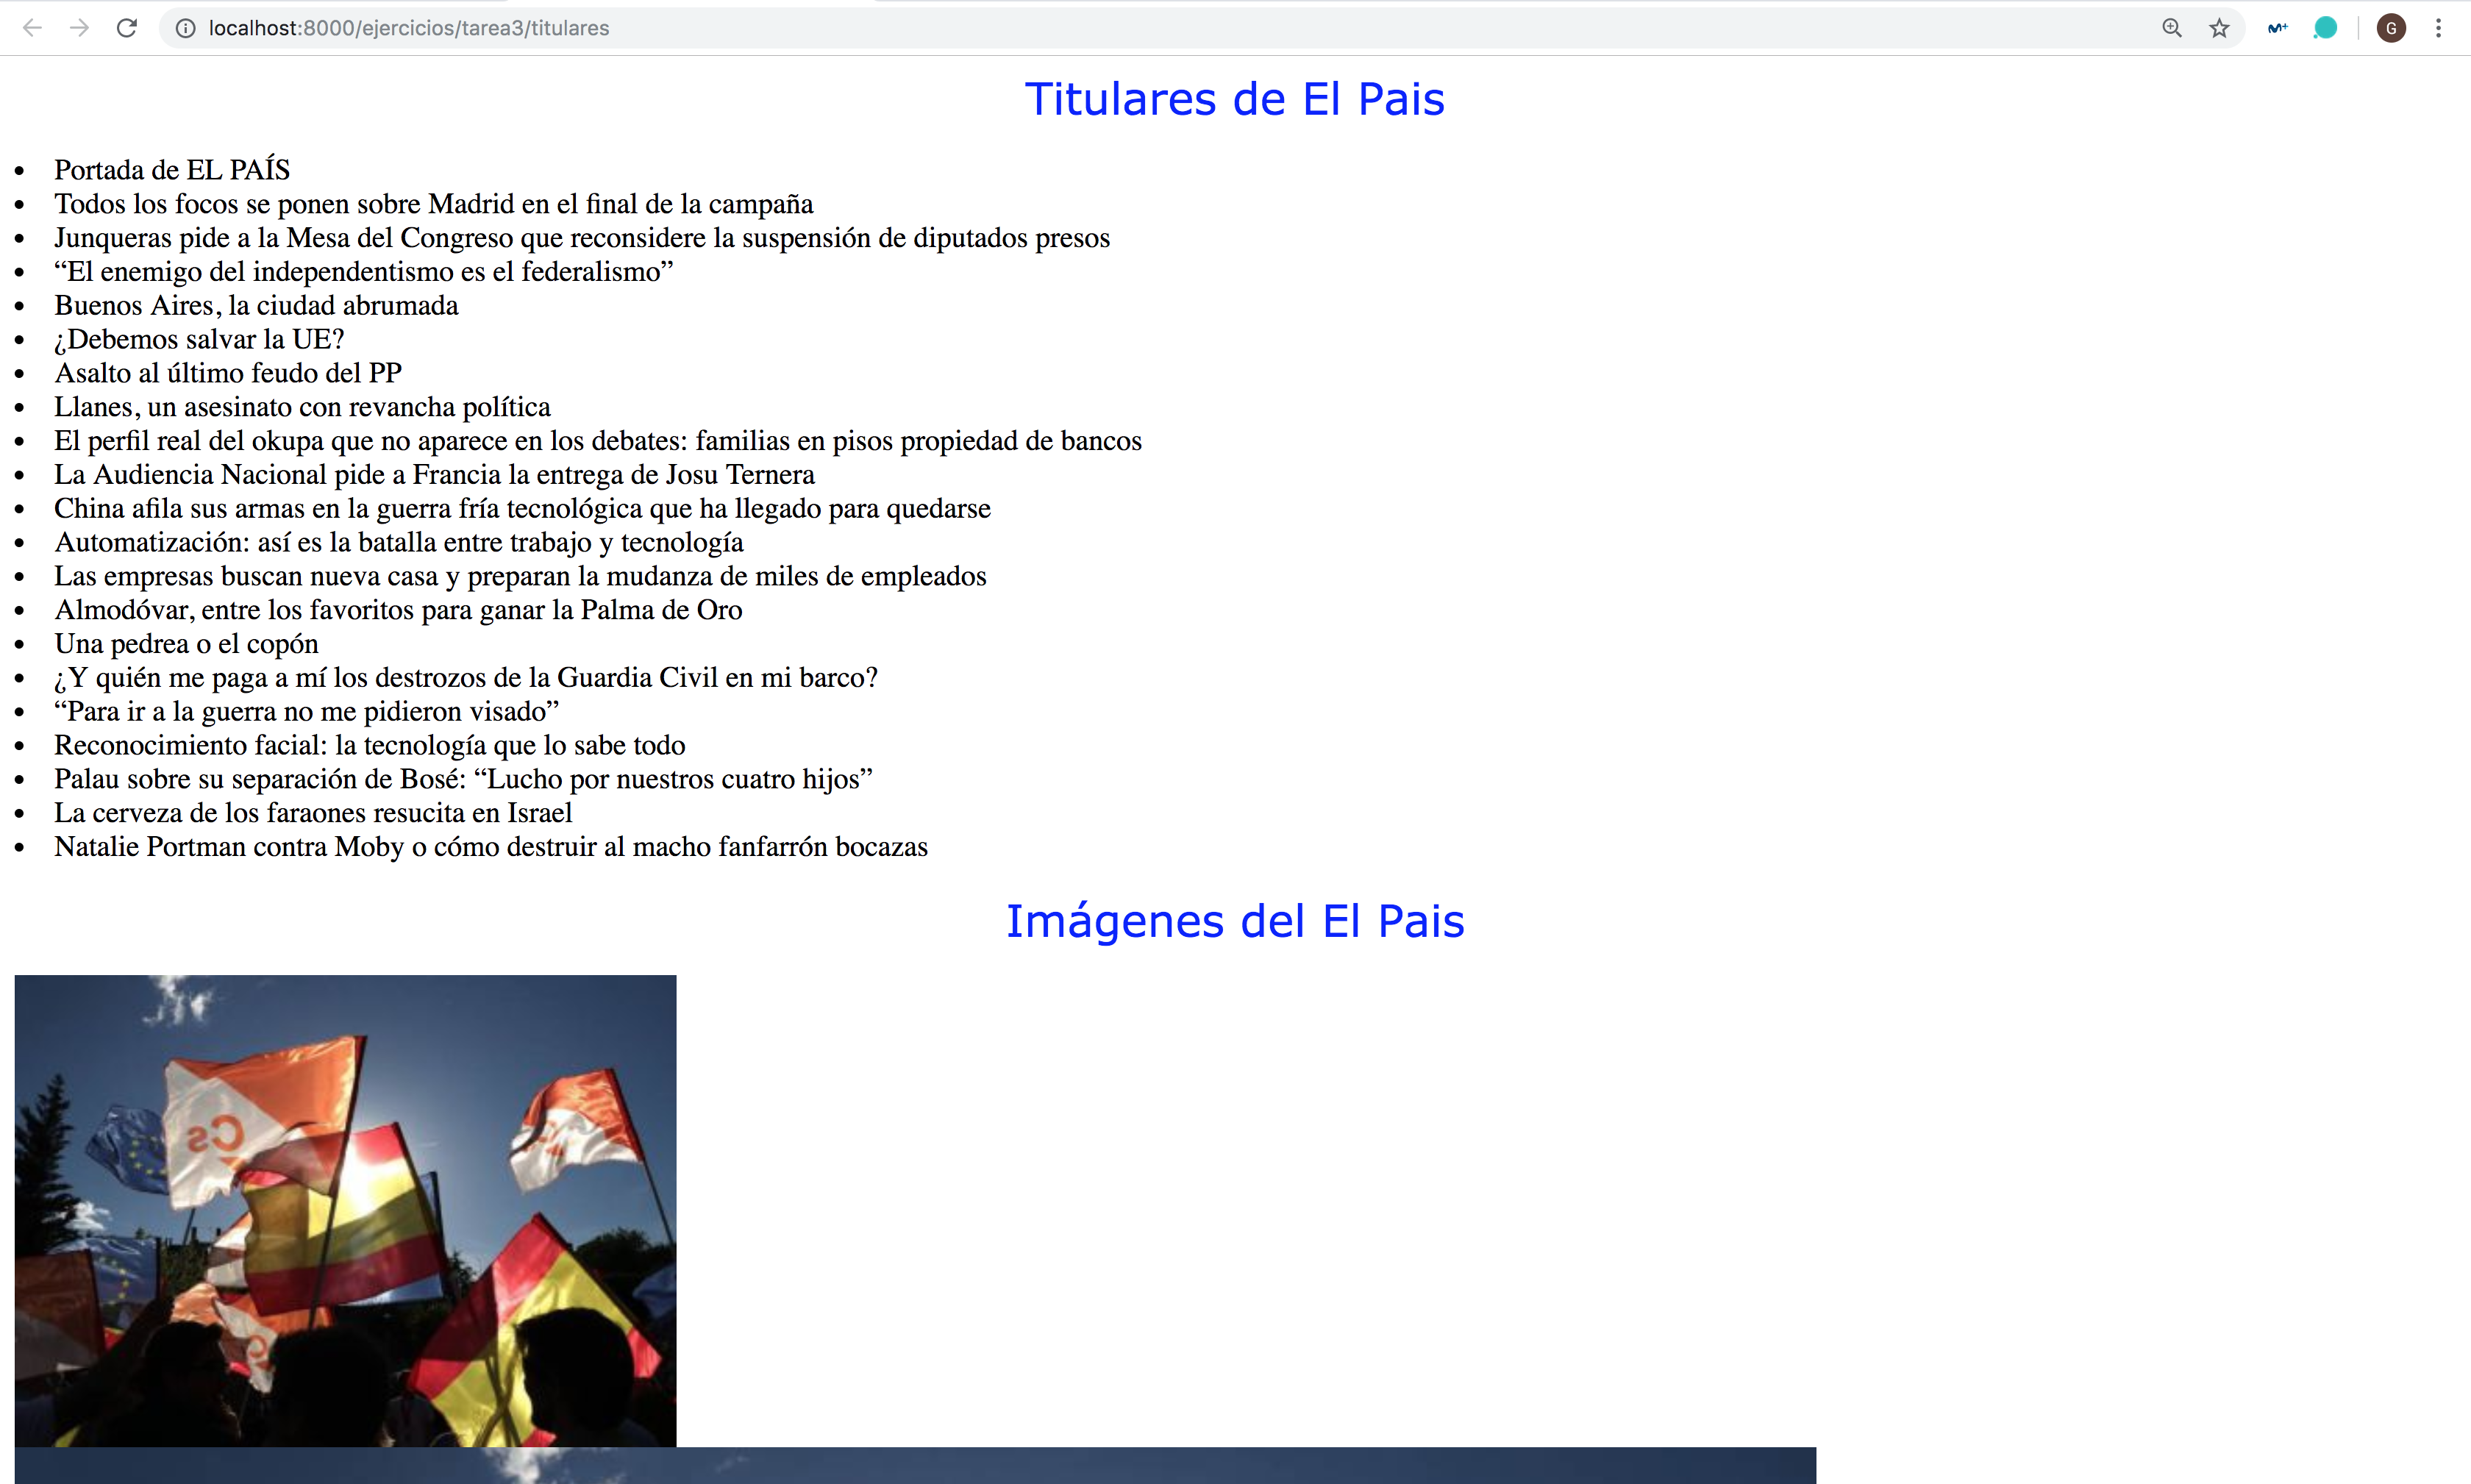 localhost:8000/ejercicios/tarea3/titulares
G
Titulares de El Pais
• Portada de EL PAÍS
• Todos los focos se ponen sobre Madrid en el final de la campaña
• Junqueras pide a la Mesa del Congreso que reconsidere la suspensión de diputados presos
• “El enemigo del independentismo es el federalismo”
• Buenos Aires, la ciudad abrumada
• ¿Debemos salvar la UE?
• Asalto al último feudo del PP
• Llanes, un asesinato con revancha política
• El perfil real del okupa que no aparece en los debates: familias en pisos propiedad de bancos
• La Audiencia Nacional pide a Francia la entrega de Josu Ternera
• China afila sus armas en la guerra fría tecnológica que ha llegado para quedarse
• Automatización: así es la batalla entre trabajo y tecnología
• Las empresas buscan nueva casa y preparan la mudanza de miles de empleados
• Almodóvar, entre los favoritos para ganar la Palma de Oro
• Una pedrea o el copón
• ¿Y quién me paga a mí los destrozos de la Guardia Civil en mi barco?
• “Para ir a la guerra no me pidieron visado”
• Reconocimiento facial: la tecnología que lo sabe todo
• Palau sobre su separación de Bosé: “Lucho por nuestros cuatro hijos”
• La cerveza de los faraones resucita en Israel
• Natalie Portman contra Moby o cómo destruir al macho fanfarrón bocazas
Imágenes del El Pais
Cs